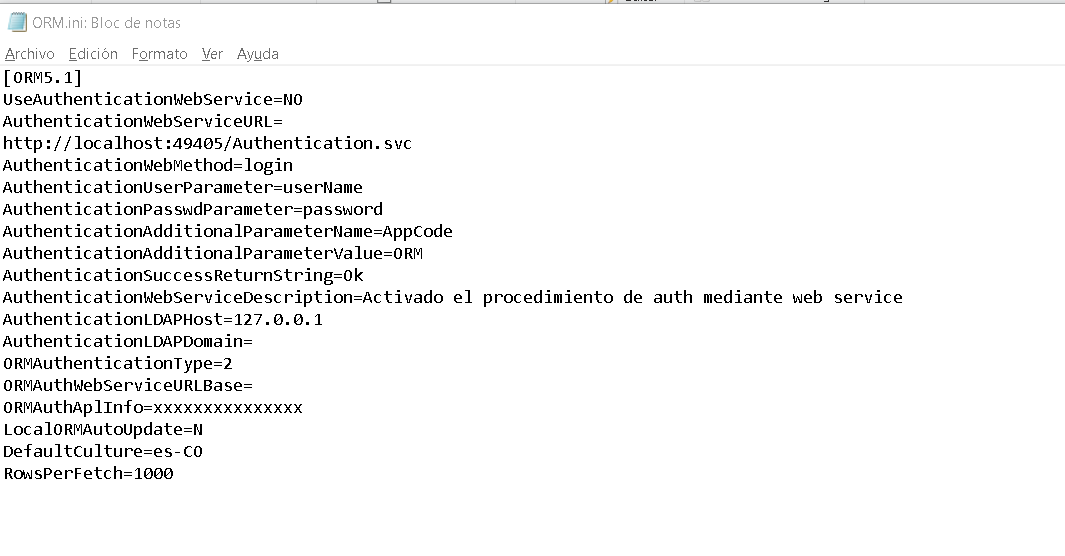 ORM.ini: Bloc de notas
Archivo Edición Formato Ver Ayuda
[ORM5.1]
UseAuthenticationWebService=NO
AuthenticationWebServiceURL=
http://localhost:49405/Authentication.svc
AuthenticationWebMethod=login
AuthenticationUserParameter=userName
AuthenticationPasswdParameter=password
AuthenticationAdditionalParameterName=AppCode
AuthenticationAdditionalParameterValue=ORM
AuthenticationSuccessReturnString=Ok
AuthenticationWebServiceDescription=Activado el procedimiento de auth mediante web service
AuthenticationLDAPHost=127.0.0.1
AuthenticationLDAPDomain=
ORMAuthenticationType=2
ORMAuthWebServiceURLBase=
ORMAuthAplInfo=xxxxxxxxxxxxxxx
LocalORMAutoUpdate=N
DefaultCulture=es-CO
RowsPerFetch=1000